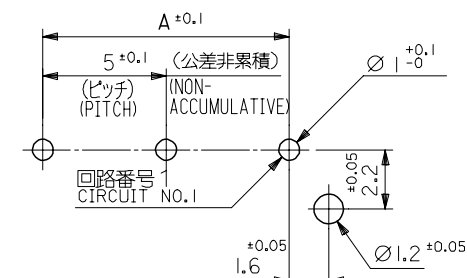 A ±0.1
5 ±0.1 (公差非累積)
(ピッチ) (NON-
(PITCH) ACCUMULATIVE)
Ø 1 +0.1 -0
回路番号 1
CIRCUIT NO.1
2.2 ±0.05
1.6 ±0.05
Ø1.2 ±0.05